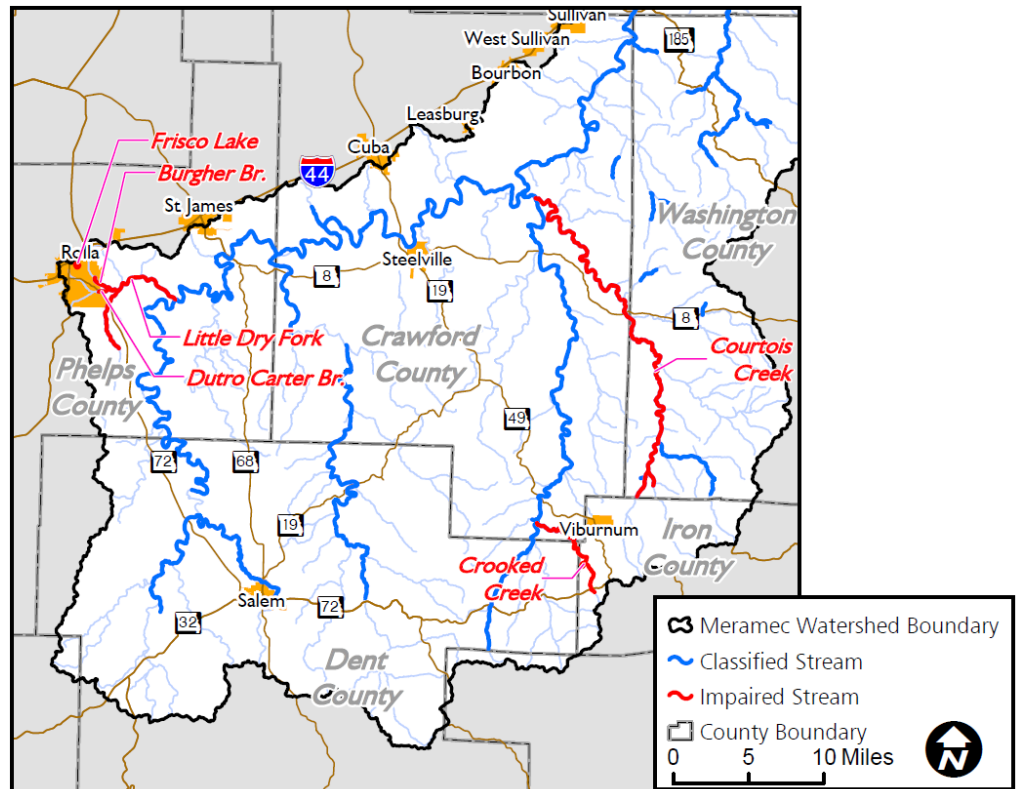 Sullivan
West Sullivan
185
Bourbon
Leasburg
Frisco Lake
Cuba
Burgher Br.
44
St James
Washington
County
Rolla
Steelville
8
19
8
Little Dry Fork
Crawford
County
Courtois
Creek
Phelps
County
Dutro Carter Br.
49
72
68
19
Viburnum
Iron
County
Crooked
Creek
Salem
72
32
Dent
County
Meramec Watershed Boundary
Classified Stream
Impaired Stream
County Boundary
0 5 10 Miles
N